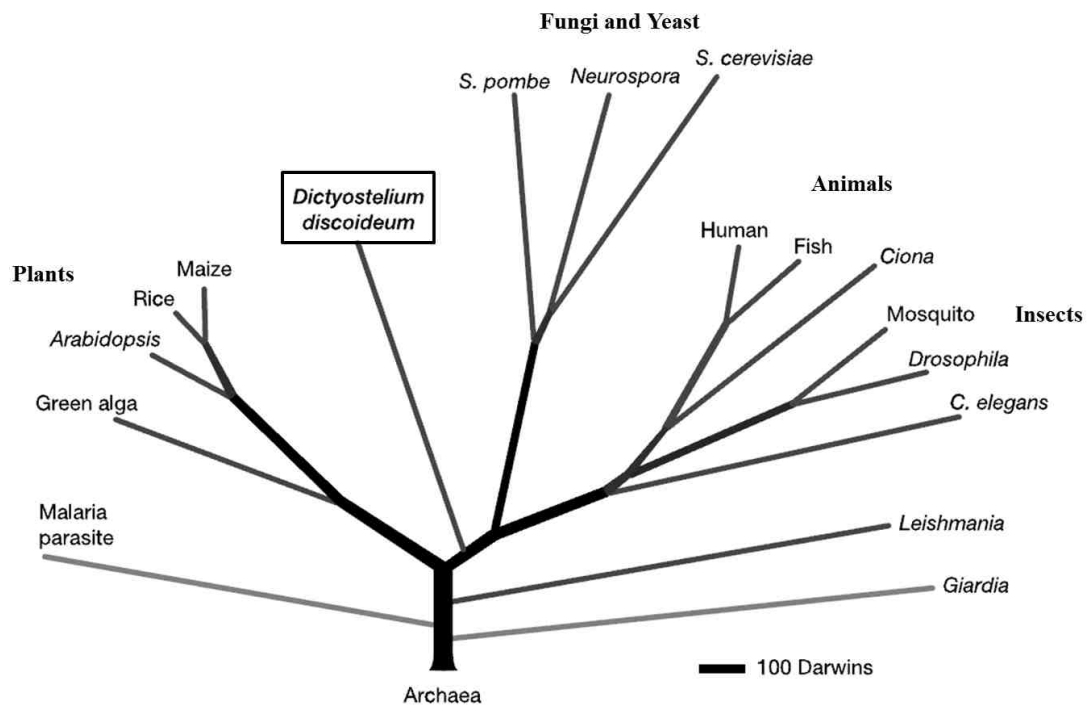 Fungi and Yeast
S. pombe
Neurospora
S. cerevisiae
Dictyostelium
discoideum
Animals
Human
Fish
Ciona
Plants
Maize
Rice
Arabidopsis
Green alga
Mosquito
Insects
Drosophila
C. elegans
Malaria
parasite
Leishmania
Giardia
100 Darwins
Archaea